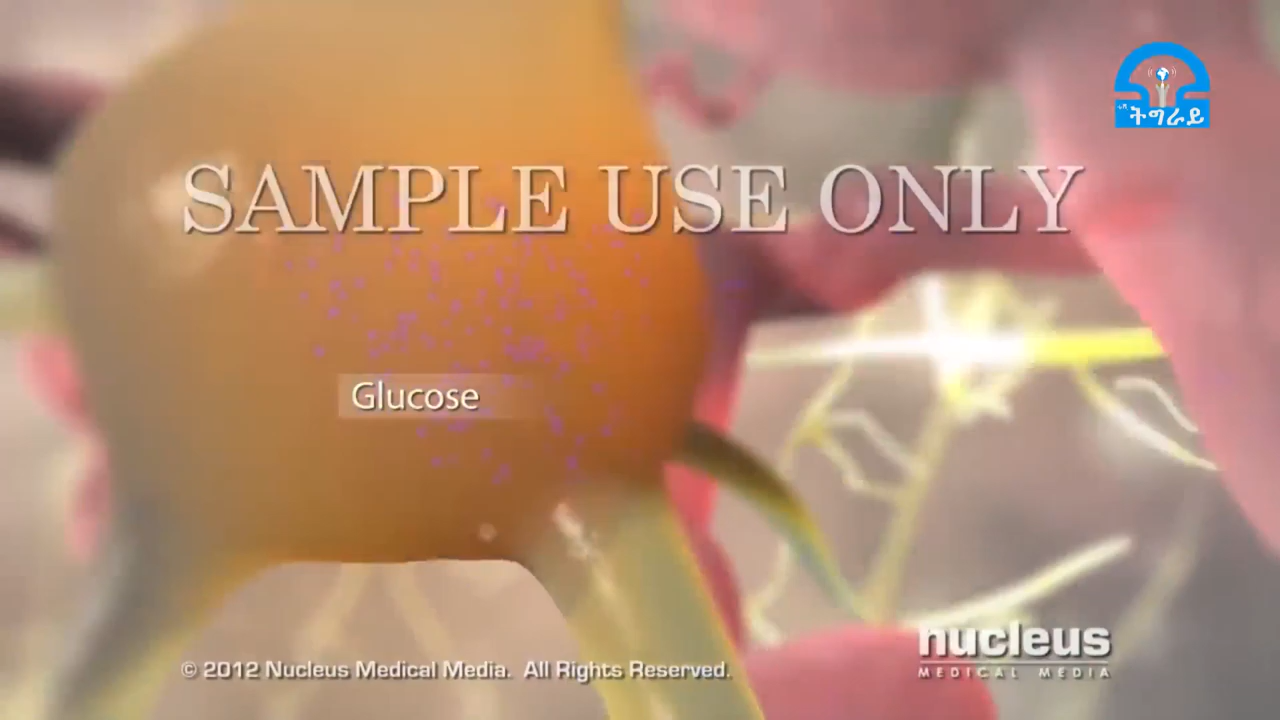 ትግራይ
SAMPLE USE ONLY
Glucose
© 2012 Nucleus Medical Media. All Rights Reserved.
nucleus
MEDICAL MEDIA